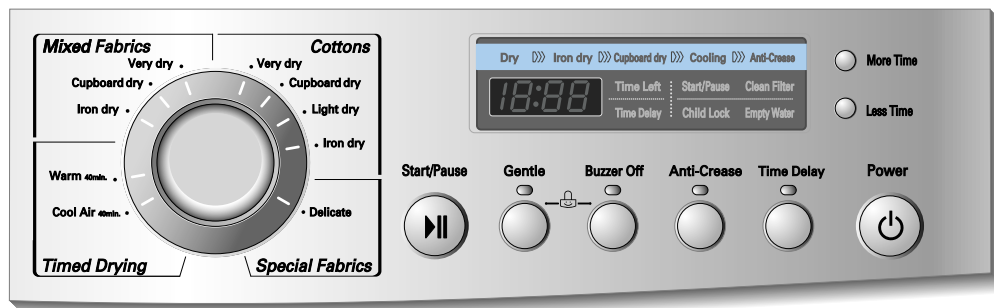 Mixed Fabrics
Cottons
Very dry
Very dry
Cupboard dry
Cupboard dry
Iron dry
Light dry
Iron dry
Warm 40min.
Cool Air 40min.
Delicate
Timed Drying
Special Fabrics
Dry Iron dry Cupboard dry Cooling Anti-Crease
18:88
Time Left Start/Pause Clean Filter
Time Delay Child Lock Empty Water
More Time
Less Time
Start/Pause
Gentle
Buzzer Off
Anti-Crease
Time Delay
Power